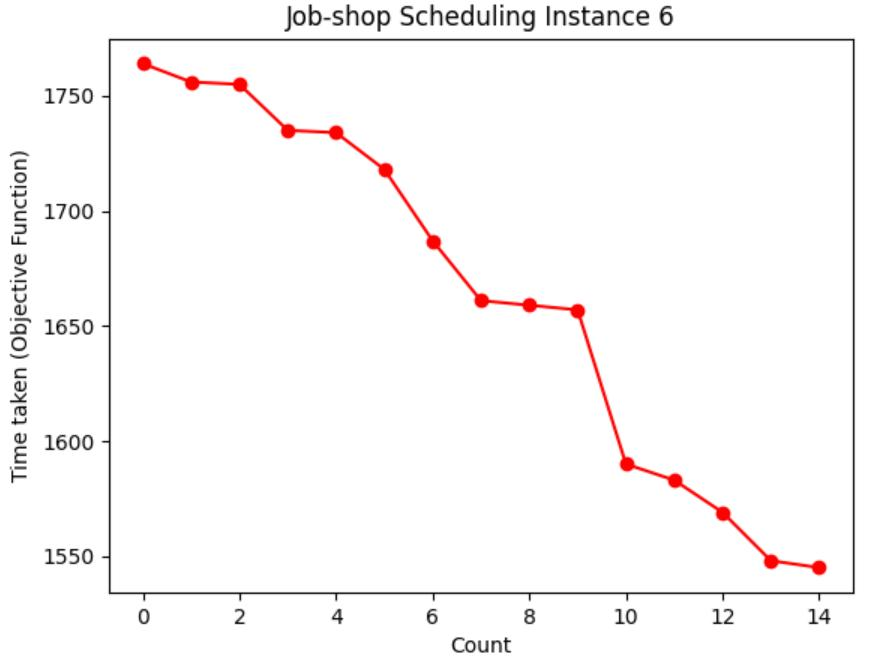 Job-shop Scheduling Instance 6
Time taken (Objective Function)
1750
1700
1650
1600
1550
0 2 4 6 8 10 12 14
Count